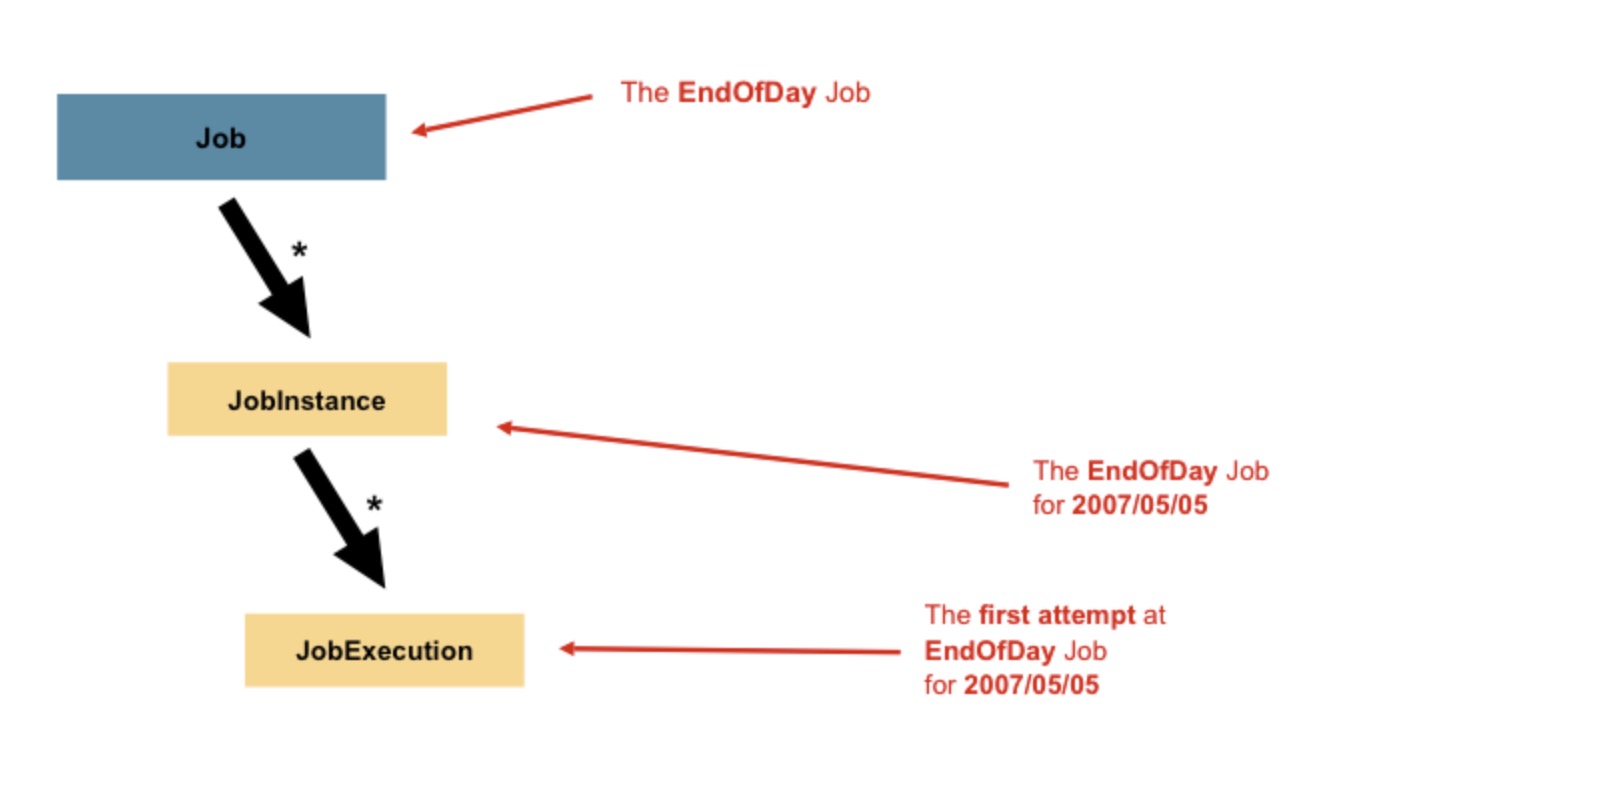 The EndOfDay Job
Job
*
JobInstance
The EndOfDay Job
for 2007/05/05
*
The first attempt at
EndOfDay Job
for 2007/05/05
JobExecution